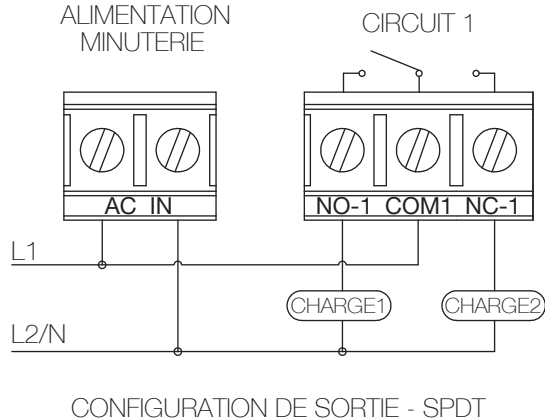 ALIMENTATION
MINUTERIE
CIRCUIT 1
AC IN
NO-1 COM1 NC-1
L1
CHARGE1
CHARGE2
L2/N
CONFIGURATION DE SORTIE - SPDT